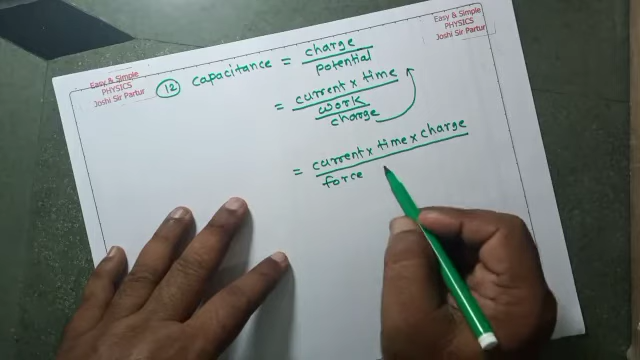 Easy & Simple
PHYSICS
Joshi Sir Partur
Easy & Simple
PHYSICS
Joshi Sir Partur
12 capacitance = charge
potential
= current × time
work
charge
= current × time × charge
force